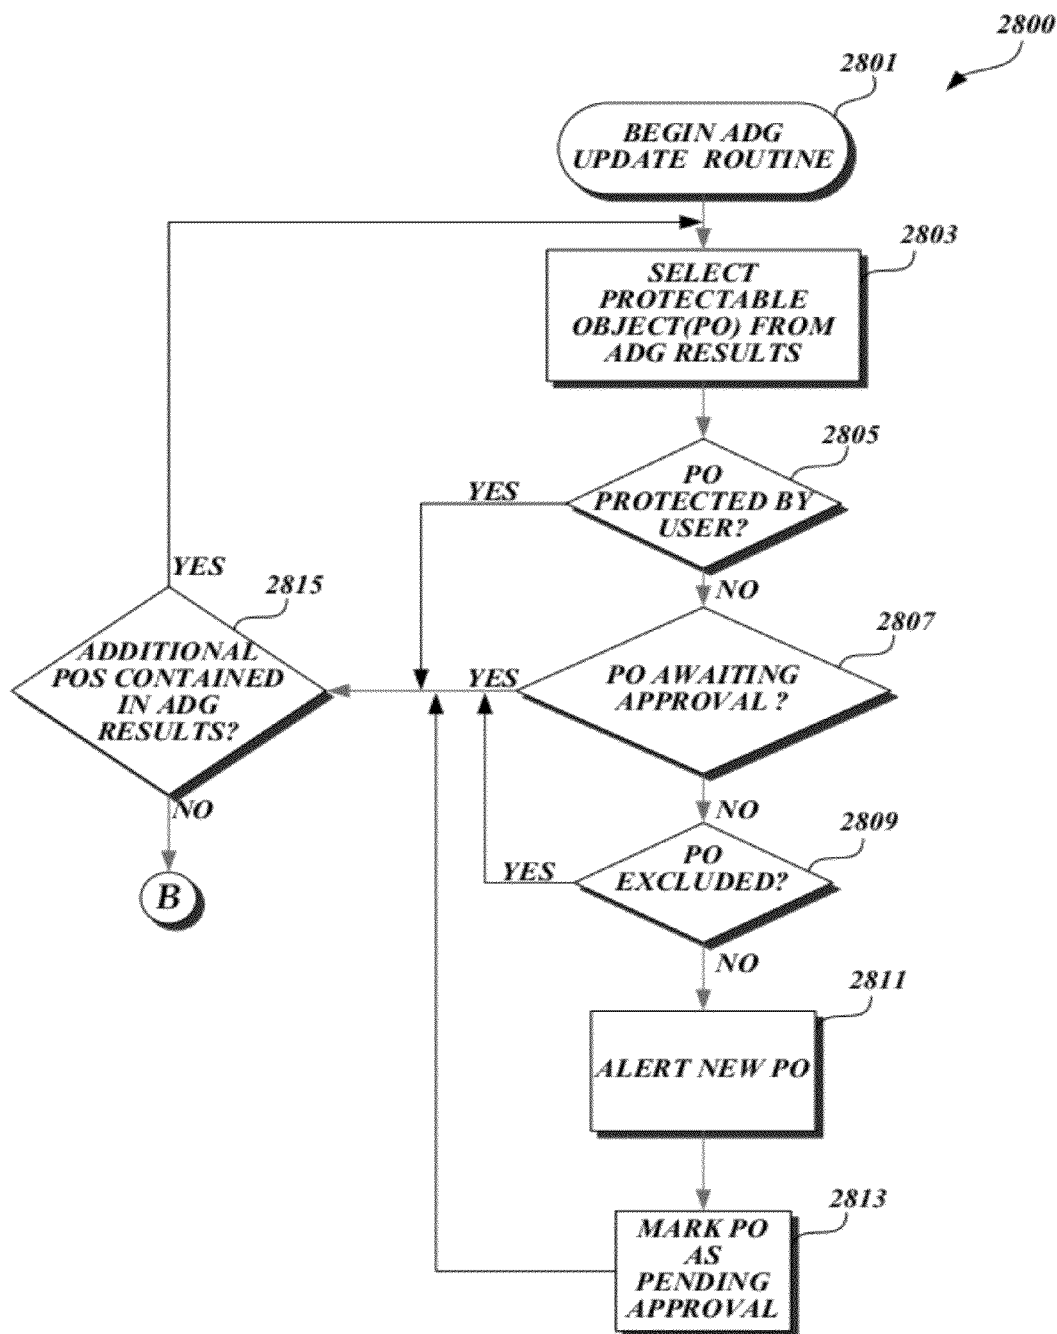 2800
2801
BEGIN ADG
UPDATE ROUTINE
2803
SELECT
PROTECTABLE
OBJECT(PO) FROM
ADG RESULTS
2805
PO
PROTECTED BY
USER?
YES
NO
2807
PO AWAITING
APPROVAL ?
YES
NO
2809
PO
EXCLUDED?
YES
NO
2811
ALERT NEW PO
2813
MARK PO
AS
PENDING
APPROVAL
2815
ADDITIONAL
POS CONTAINED
IN ADG
RESULTS?
YES
NO
B